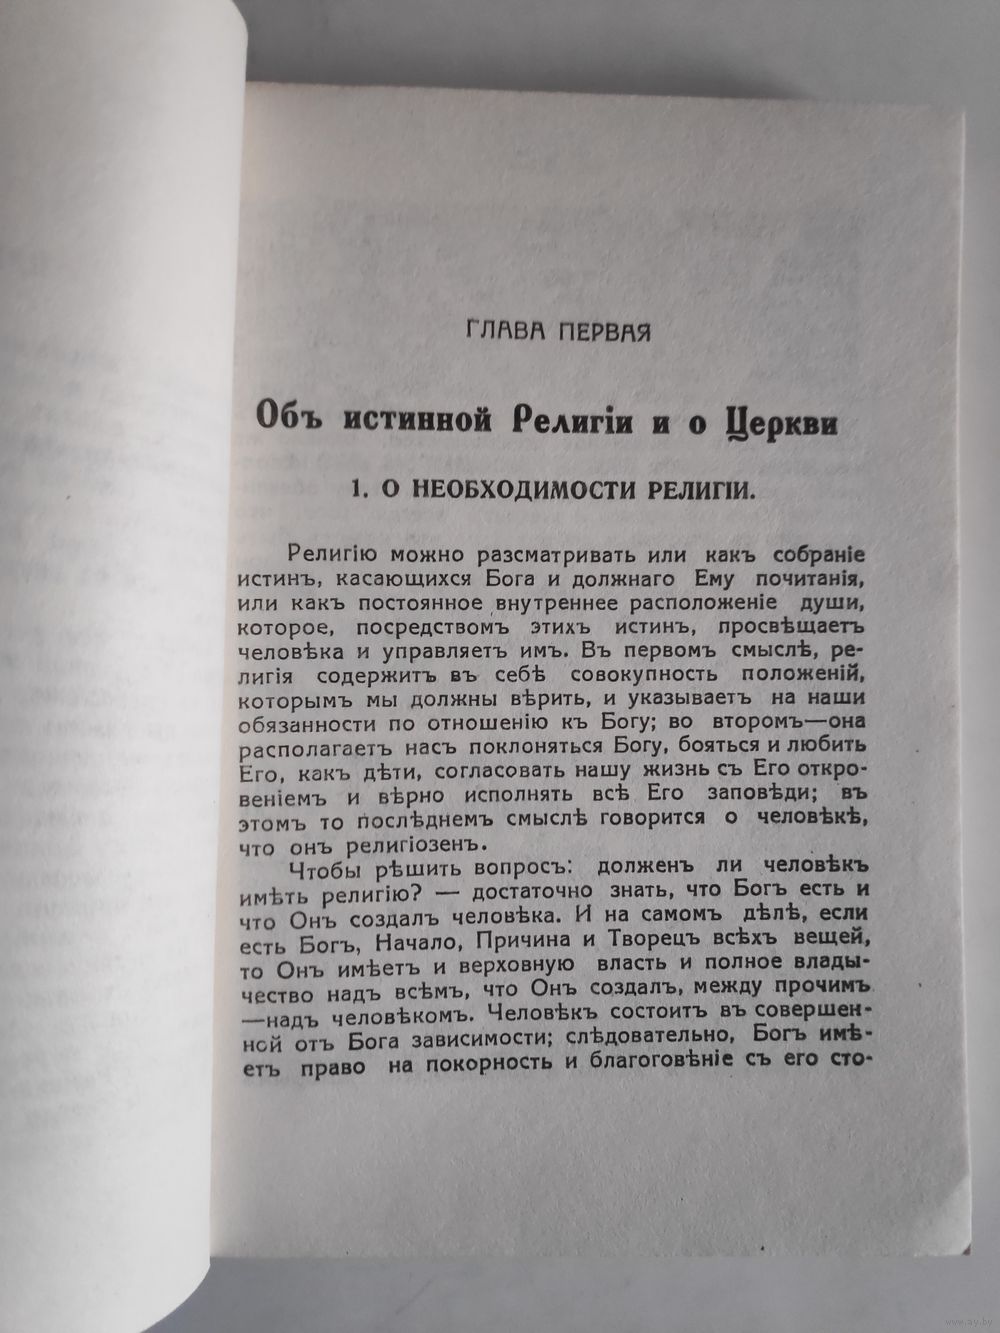 ГЛАВА ПЕРВАЯ
Объ истинной Религіи и о Церкви
1. О НЕОБХОДИМОСТИ РЕЛИГІИ.
Религію можно разсматривать или какъ собраніе
истинъ, касающихся Бога и должнаго Ему почитанія,
или какъ постоянное внутреннее расположеніе души,
которое, посредствомъ этихъ истинъ, просвѣщаетъ
человѣка и управляетъ имъ. Въ первомъ смыслѣ, ре-
лигія содержитъ въ себѣ совокупность положеній,
которымъ мы должны вѣрить, и указываетъ на наши
обязанности по отношенію къ Богу; во второмъ—она
располагаетъ насъ поклоняться Богу, бояться и любить
Его, какъ дѣти, согласовать нашу жизнь съ Его откро-
веніемъ и вѣрно исполнять всѣ Его заповѣди; въ
этомъ то послѣднемъ смыслѣ говорится о человѣкѣ,
что онъ религіозенъ.
Чтобы рѣшить вопросъ: долженъ ли человѣкъ
имѣть религію? — достаточно знать, что Богъ есть и
что Онъ создалъ человѣка. И на самомъ дѣлѣ, если
есть Богъ, Начало, Причина и Творецъ всѣхъ вещей,
то Онъ имѣетъ и верховную власть и полное влады-
чество надъ всѣмъ, что Онъ создалъ, между прочимъ
—надъ человѣкомъ. Человѣкъ состоитъ въ совершен-
ной отъ Бога зависимости; слѣдовательно, Богъ имѣ-
етъ право на покорность и благоговѣніе съ его сто-
www.ay.by